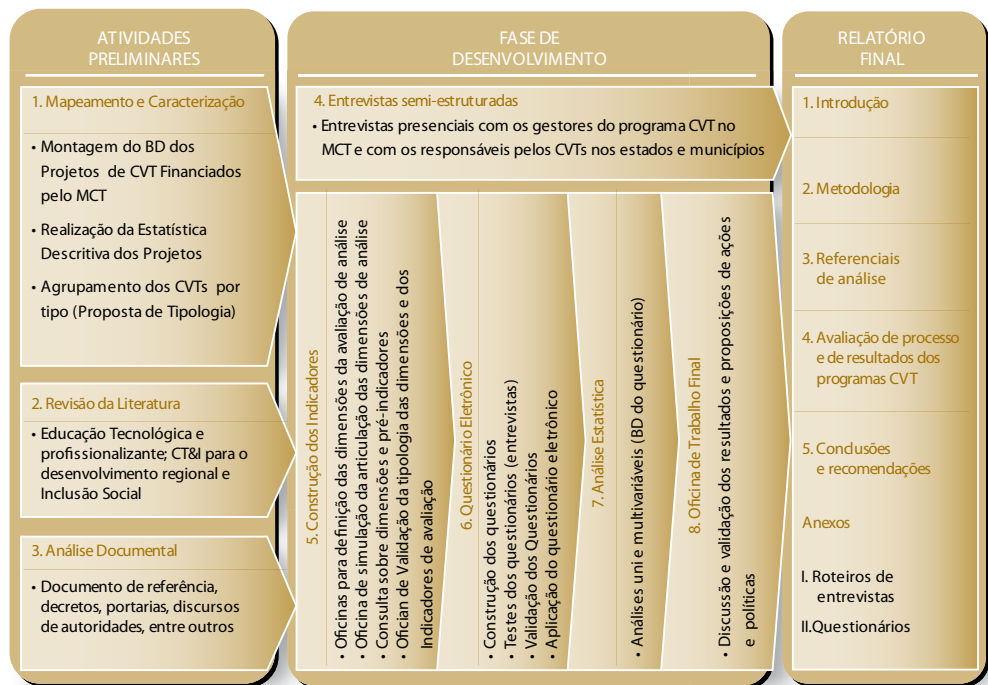 ATIVIDADES
PRELIMINARES
1. Mapeamento e Caracterização
• Montagem do BD dos
Projetos de CVT Financiados
pelo MCT
• Realização da Estatística
Descritiva dos Projetos
• Agrupamento dos CVTs por
tipo (Proposta de Tipologia)
2. Revisão da Literatura
• Educação Tecnológica e
profissionalizante; CT&I para o
desenvolvimento regional e
Inclusão Social
3. Análise Documental
• Documento de referência,
decretos, portarias, discursos
de autoridades, entre outros
FASE DE
DESENVOLVIMENTO
4. Entrevistas semi-estruturadas
• Entrevistas presenciais com os gestores do programa CVT no
MCT e com os responsáveis pelos CVTs nos estados e municípios
5. Construção dos Indicadores
• Oficinas para definição das dimensões da avaliação de análise
• Oficina de simulação da articulação das dimensões de análise
• Consulta sobre dimensões e pré-indicadores
• Ofician de Validação da tipologia das dimensões e dos
Indicadores de avaliação
6. Questionário Eletrônico
• Construção dos questionários
• Testes dos questionários (entrevistas)
• Validação dos Questionários
• Aplicação do questionário eletrônico
7. Análise Estatística
• Análises uni e multivariáveis (BD do questionário)
8. Oficina de Trabalho Final
• Discussão e validação dos resultados e proposições de ações
e políticas
RELATÓRIO
FINAL
1. Introdução
2. Metodologia
3. Referenciais
de análise
4. Avaliação de processo
e de resultados dos
programas CVT
5. Conclusões
e recomendações
Anexos
I. Roteiros de
entrevistas
II.Questionários